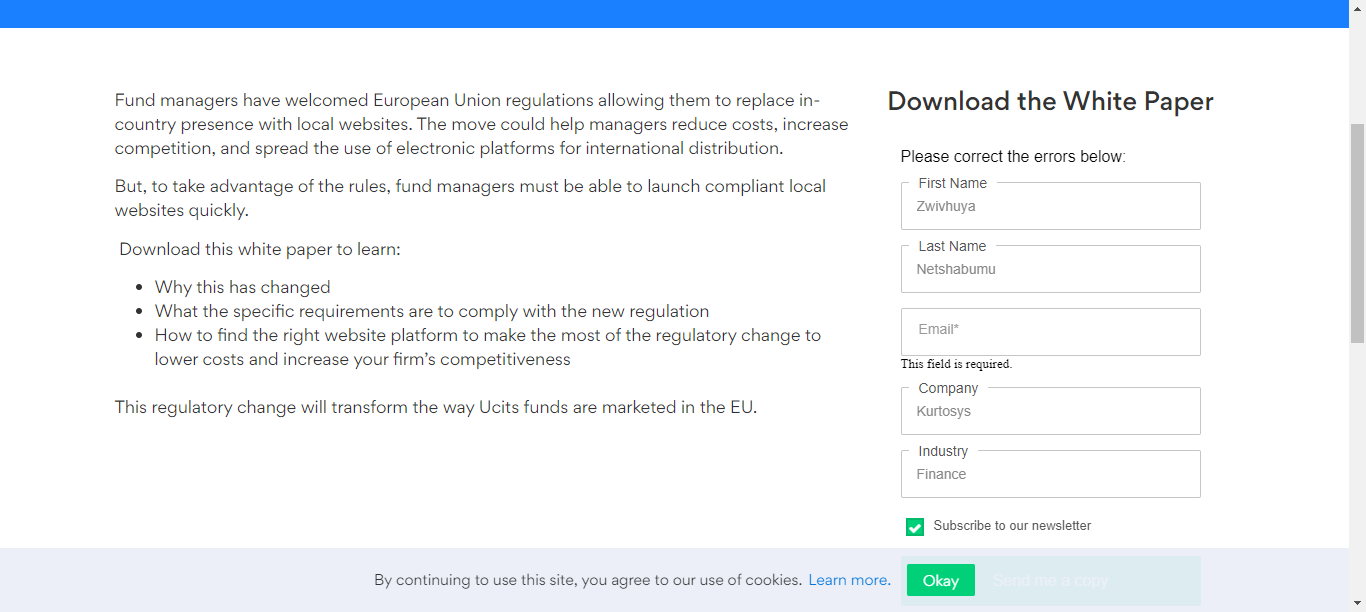 Fund managers have welcomed European Union regulations allowing them to replace in-
country presence with local websites. The move could help managers reduce costs, increase
competition, and spread the use of electronic platforms for international distribution.
But, to take advantage of the rules, fund managers must be able to launch compliant local
websites quickly.
Download this white paper to learn:
Why this has changed
What the specific requirements are to comply with the new regulation
How to find the right website platform to make the most of the regulatory change to
lower costs and increase your firm's competitiveness
This regulatory change will transform the way Ucits funds are marketed in the EU.
Download the White Paper
Please correct the errors below:
First Name
Zwivhuya
Last Name
Netshabumu
Email*
This field is required.
Company
Kurtosys
Industry
Finance
Subscribe to our newsletter
Send me a copy
By continuing to use this site, you agree to our use of cookies. Learn more. Okay